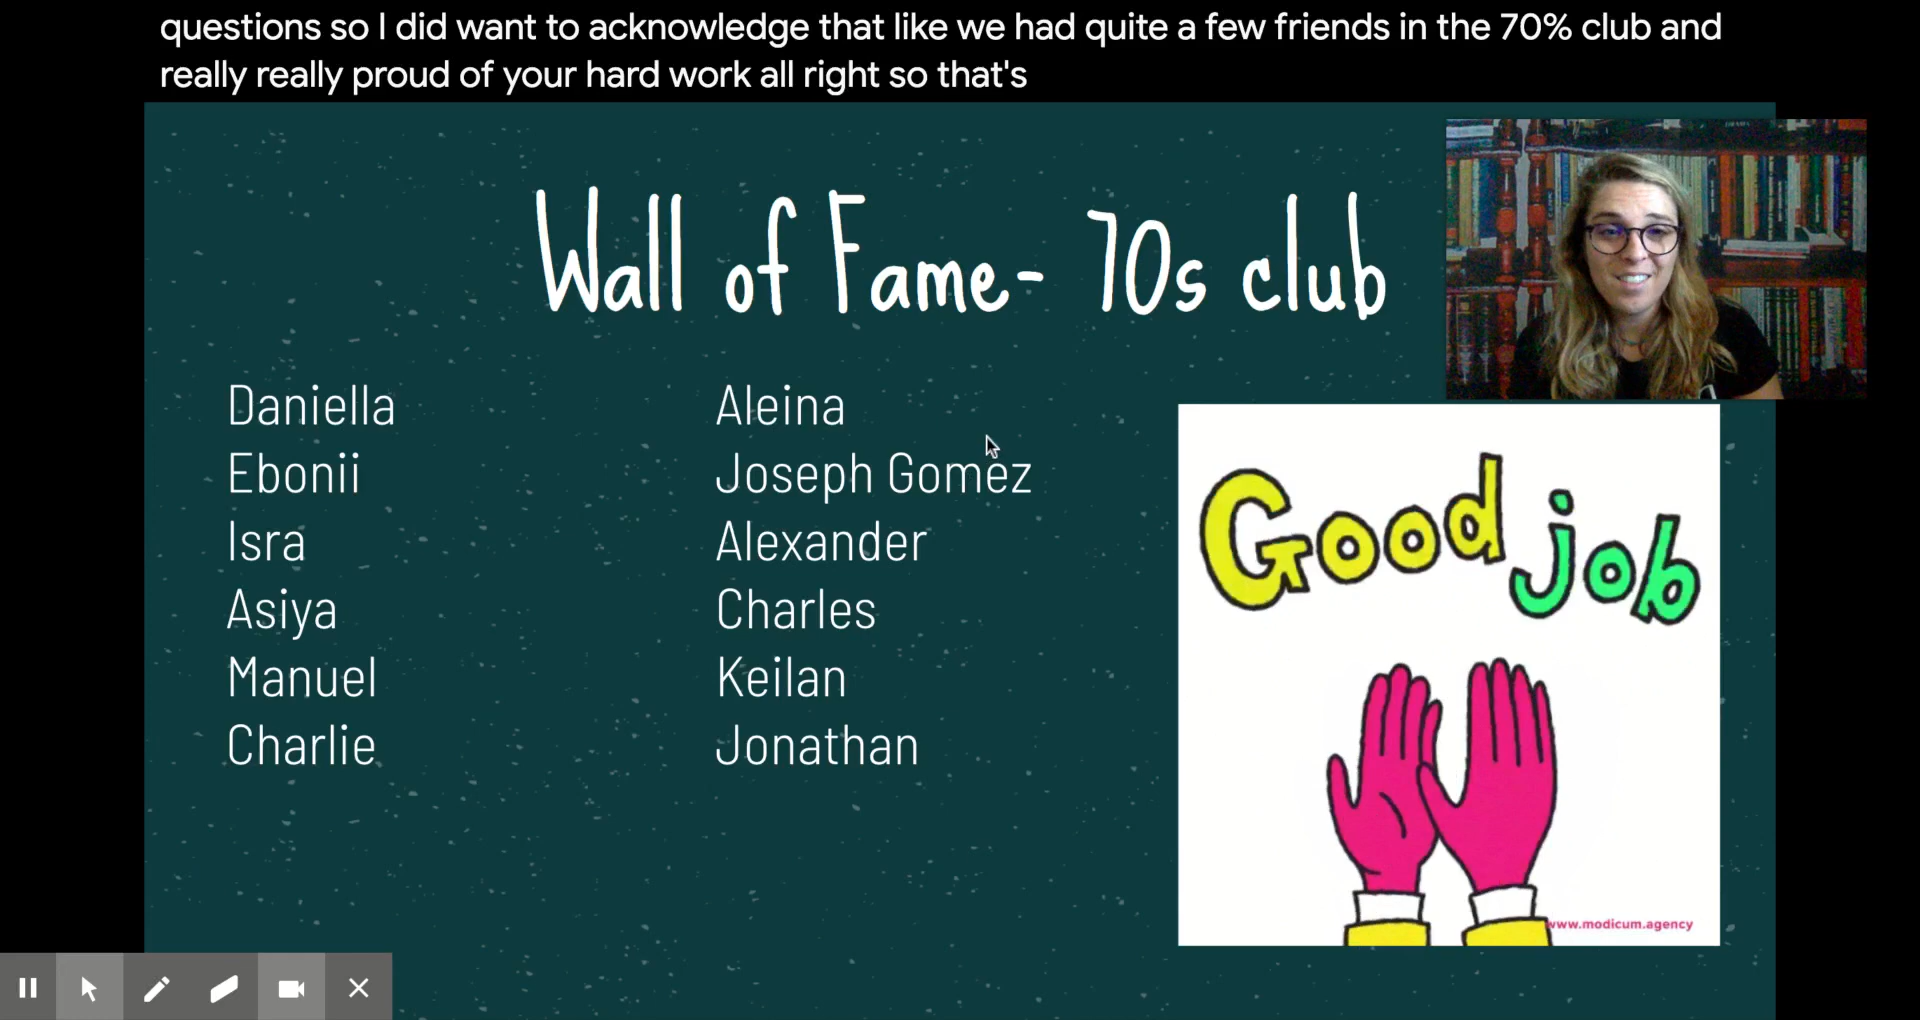 questions so I did want to acknowledge that like we had quite a few friends in the 70% club and
really really proud of your hard work all right so that's
Wall of Fame- 70s club
Daniella
Ebonii
Isra
Asiya
Manuel
Charlie
Aleina
Joseph Gomez
Alexander
Charles
Keilan
Jonathan
Good job
www.modicum.agency